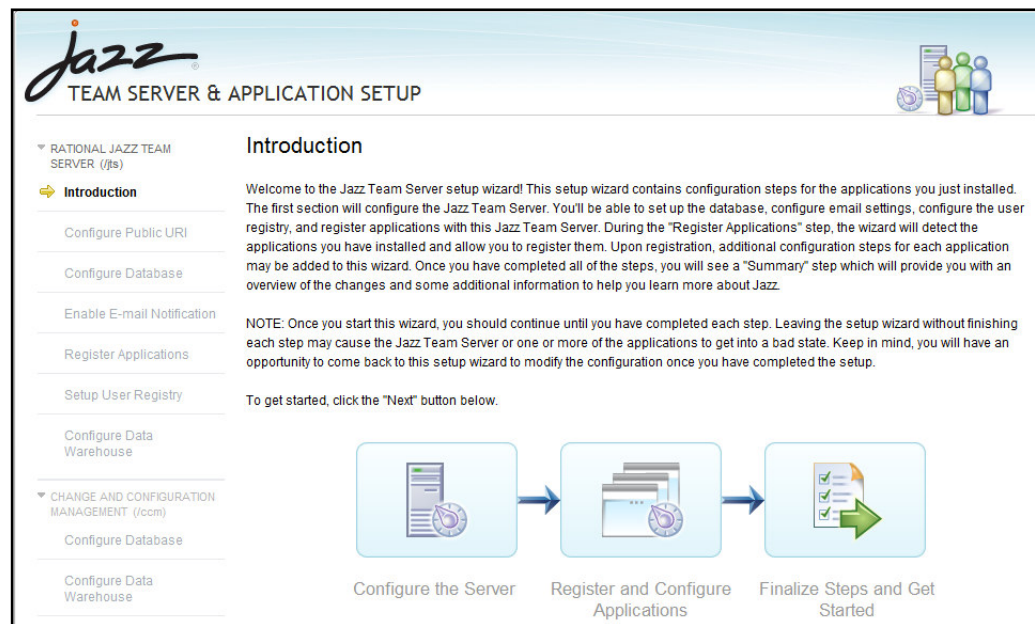 jazz
TEAM SERVER & APPLICATION SETUP
RATIONAL JAZZ TEAM
SERVER (/jts)
Introduction
Configure Public URI
Configure Database
Enable E-mail Notification
Register Applications
Setup User Registry
Configure Data
Warehouse
CHANGE AND CONFIGURATION
MANAGEMENT (/ccm)
Configure Database
Configure Data
Warehouse
Introduction
Welcome to the Jazz Team Server setup wizard! This setup wizard contains configuration steps for the applications you just installed.
The first section will configure the Jazz Team Server. You'll be able to set up the database, configure email settings, configure the user
registry, and register applications with this Jazz Team Server. During the "Register Applications" step, the wizard will detect the
applications you have installed and allow you to register them. Upon registration, additional configuration steps for each application
may be added to this wizard. Once you have completed all of the steps, you will see a "Summary" step which will provide you with an
overview of the changes and some additional information to help you learn more about Jazz.
NOTE: Once you start this wizard, you should continue until you have completed each step. Leaving the setup wizard without finishing
each step may cause the Jazz Team Server or one or more of the applications to get into a bad state. Keep in mind, you will have an
opportunity to come back to this setup wizard to modify the configuration once you have completed the setup.
To get started, click the "Next" button below.
Configure the Server
Register and Configure
Applications
Finalize Steps and Get
Started